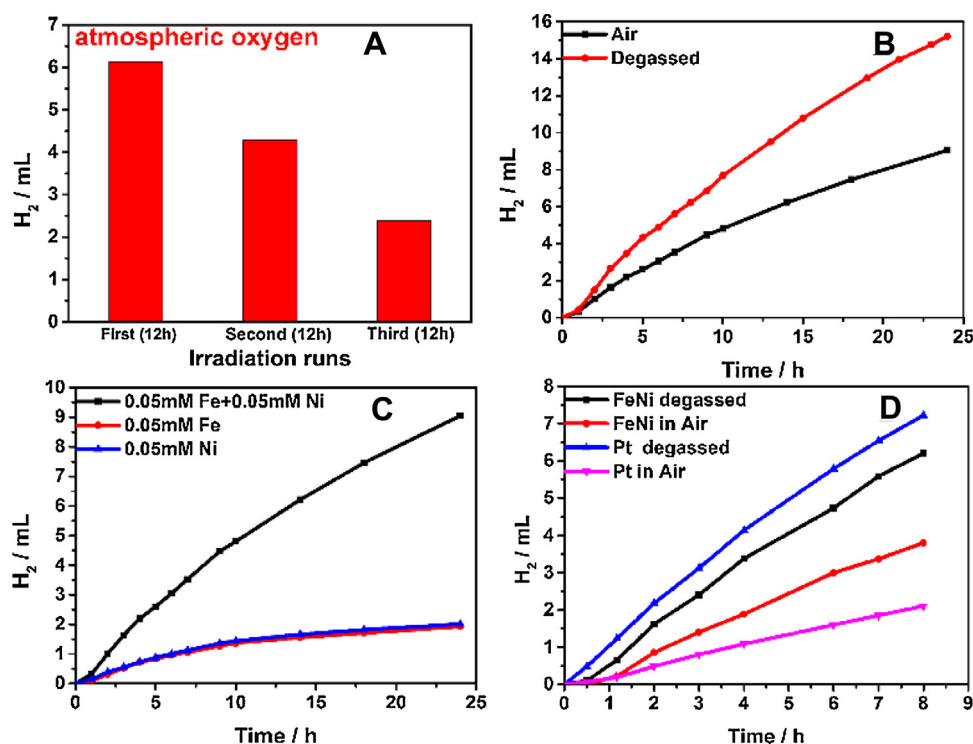 atmospheric oxygen
A
7
6
5
4
3
2
1
0
H2 / mL
First (12h) Second (12h) Third (12h)
Irradiation runs
B
Air
Degassed
16
14
12
10
8
6
4
2
0
H2 / mL
0 5 10 15 20 25
Time / h
C
0.05mM Fe+0.05mM Ni
0.05mM Fe
0.05mM Ni
10
9
8
7
6
5
4
3
2
1
0
H2 / mL
0 5 10 15 20 25
Time / h
D
FeNi degassed
FeNi in Air
Pt degassed
Pt in Air
8
7
6
5
4
3
2
1
0
H2 / mL
0 1 2 3 4 5 6 7 8 9
Time / h